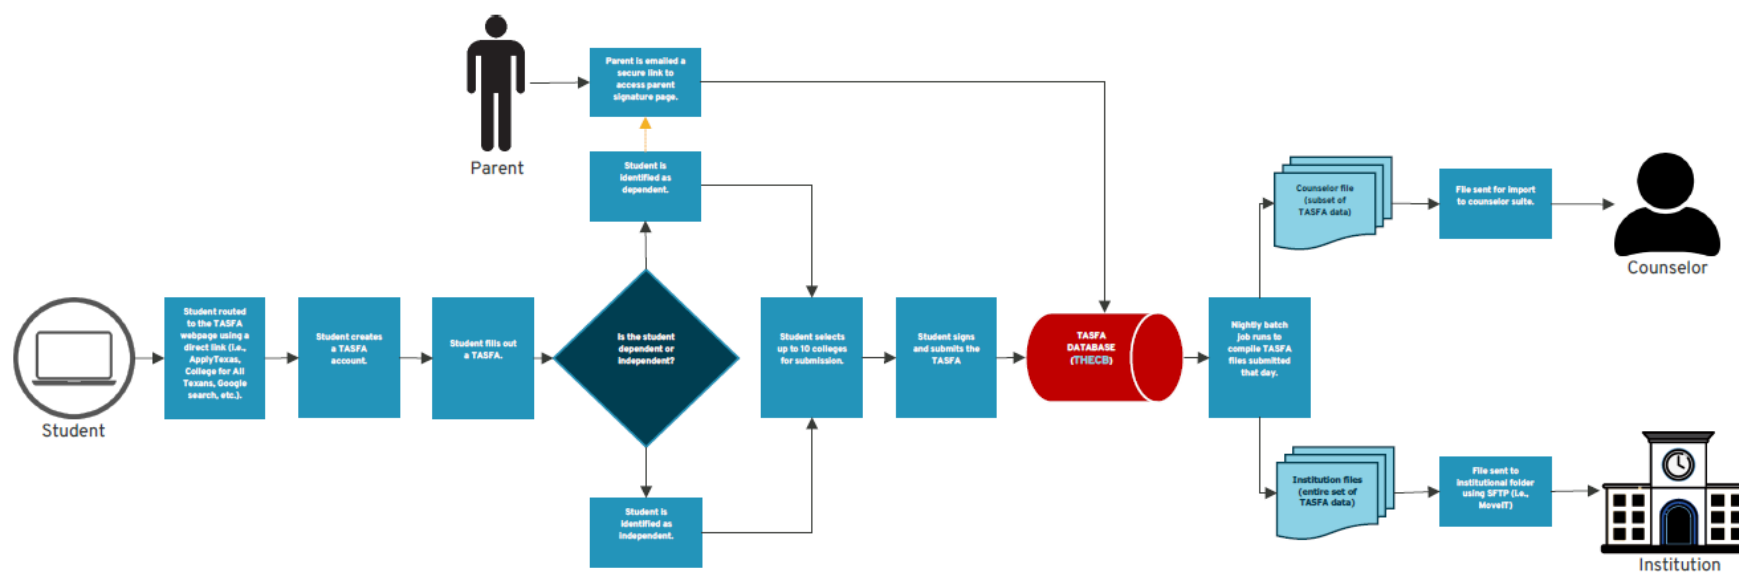 Parent is emailed a
secure link to
access parent
signature page.
Parent
Student is
identified as
dependent.
Counselor file
(subset of
TASFA data)
File sent for import
to counselor suite.
Counselor
Student routed
to the TASFA
webpage using a
direct link (i.e.,
ApplyTexas,
College for All
Texans, Google
search, etc.).
Student
Student creates
a TASFA
account.
Student fills out
a TASFA.
Is the student
dependent or
independent?
Student selects
up to 10 colleges
for submission.
Student signs
and submits the
TASFA
TASFA
DATABASE
(THECB)
Nightly batch
job runs to
compile TASFA
files submitted
that day.
Student is
identified as
independent.
Institution files
(entire set of
TASFA data)
File sent to
institutional folder
using SFTP (i.e.,
MoveIT)
Institution